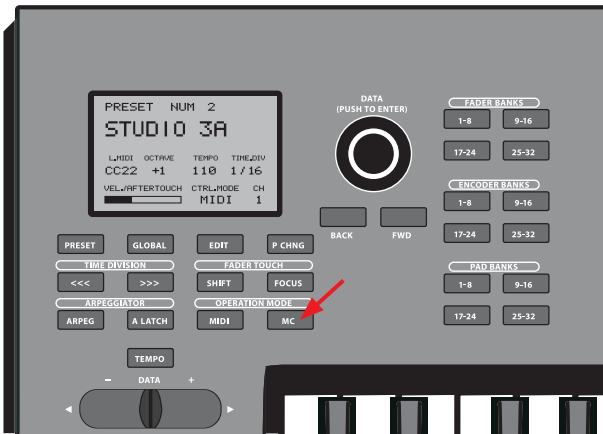 PRESET NUM 2
STUDIO 3A
L.MIDI OCTAVE TEMPO TIME.DIV
CC22 +1 110 1/16
VEL./AFTERTOUCH CTRL.MODE CH
MIDI 1
DATA
(PUSH TO ENTER)
BACK FWD
FADER BANKS
1-8 9-16
17-24 25-32
ENCODER BANKS
1-8 9-16
17-24 25-32
PAD BANKS
1-8 9-16
17-24 25-32
PRESET GLOBAL EDIT P CHNG
TIME DIVISION FADER TOUCH
<<< >>> SHIFT FOCUS
ARPEGGIATOR OPERATION MODE
ARPEG A LATCH MIDI MC
TEMPO
– DATA +